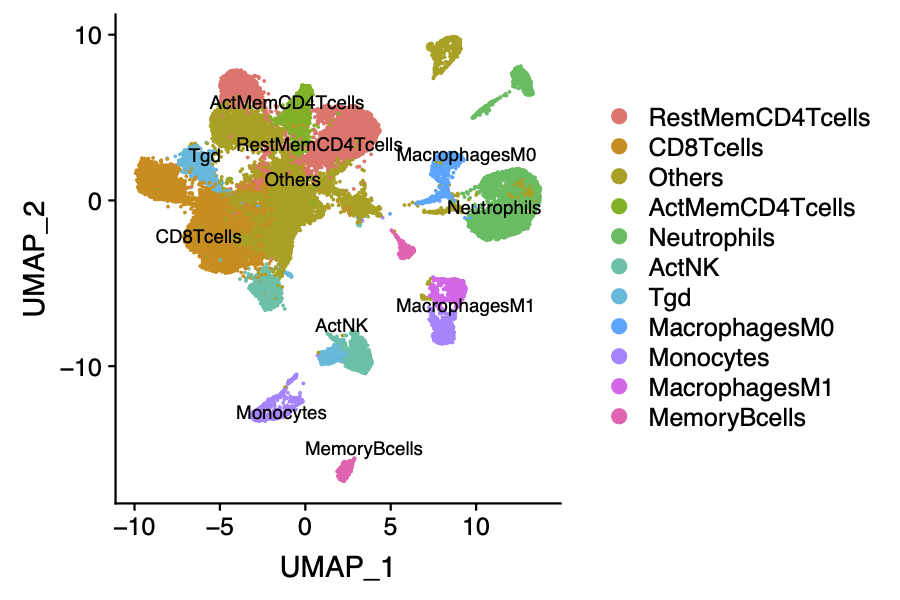 10
0
−10
UMAP_2
ActMemCD4Tcells
RestMemCD4Tcells
Tgd
MacrophagesM0
Others
Neutrophils
CD8Tcells
MacrophagesM1
ActNK
Monocytes
MemoryBcells
−10
−5
0
5
10
UMAP_1
RestMemCD4Tcells
CD8Tcells
Others
ActMemCD4Tcells
Neutrophils
ActNK
Tgd
MacrophagesM0
Monocytes
MacrophagesM1
MemoryBcells